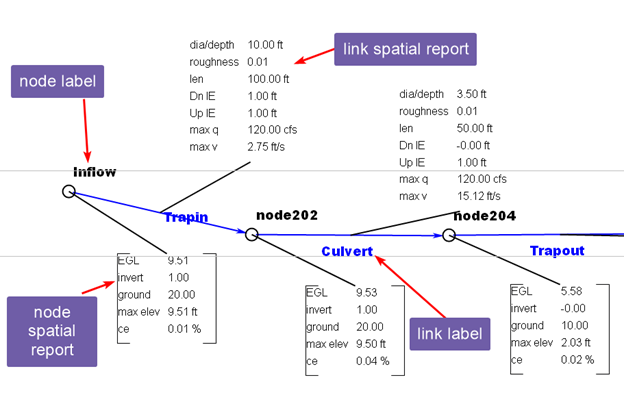 dia/depth 10.00 ft
roughness 0.01
len 100.00 ft
Dn IE 1.00 ft
Up IE 1.00 ft
max q 120.00 cfs
max v 2.75 ft/s
link spatial report
node label
dia/depth 3.50 ft
roughness 0.01
len 50.00 ft
Dn IE -0.00 ft
Up IE 1.00 ft
max q 120.00 cfs
max v 15.12 ft/s
Inflow
Trapin
node202
Culvert
node204
Trapout
EGL 9.51
invert 1.00
ground 20.00
max elev 9.51 ft
ce 0.01 %
node
spatial
report
EGL 9.53
invert 1.00
ground 20.00
max elev 9.50 ft
ce 0.04 %
link label
EGL 5.58
invert -0.00
ground 10.00
max elev 2.03 ft
ce 0.02 %